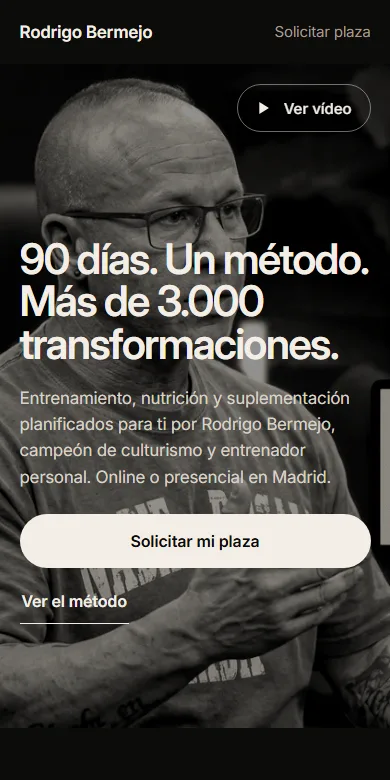 Rodrigo Bermejo
Solicitar plaza
Ver vídeo
90 días. Un método.
Más de 3.000
transformaciones.
Entrenamiento, nutrición y suplementación
planificados para ti por Rodrigo Bermejo,
campeón de culturismo y entrenador
personal. Online o presencial en Madrid.
Solicitar mi plaza
Ver el método